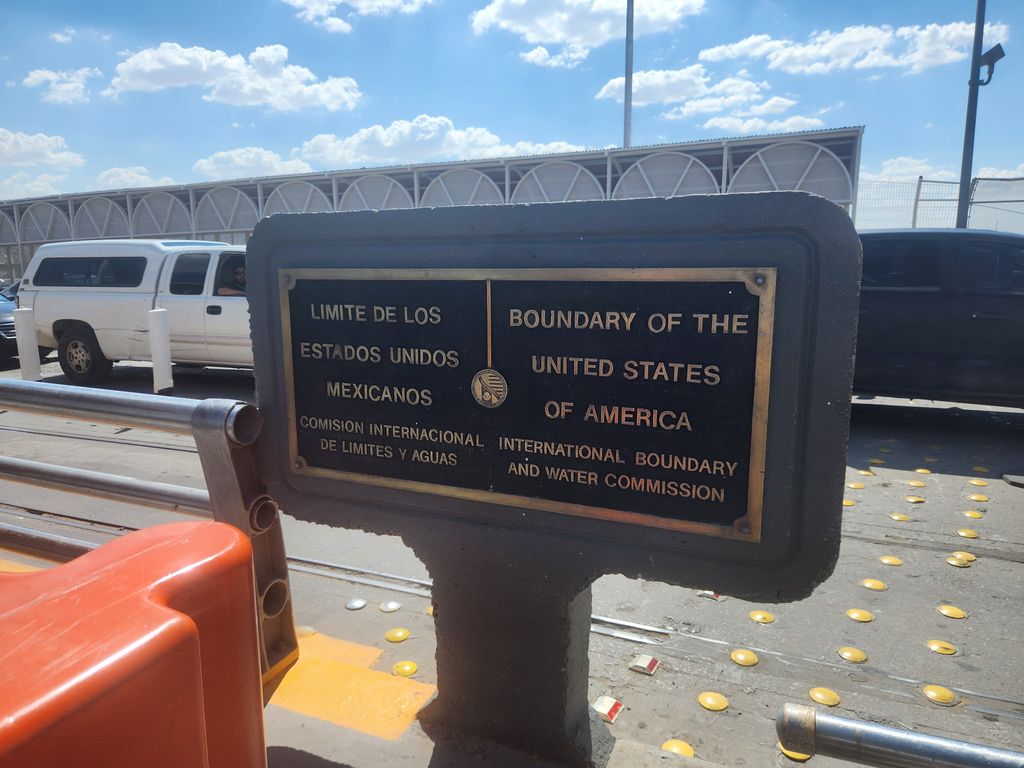 LIMITE DE LOS
ESTADOS UNIDOS
MEXICANOS
COMISION INTERNACIONAL
DE LIMITES Y AGUAS
BOUNDARY OF THE
UNITED STATES
OF AMERICA
INTERNATIONAL BOUNDARY
AND WATER COMMISSION